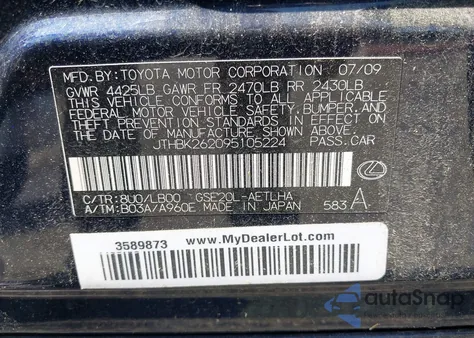 MFD.BY: TOYOTA MOTOR CORPORATION 07/09
GVWR 4425LB GAWR FR 2470LB RR 2430LB
THIS VEHICLE CONFORMS TO ALL APPLICABLE
FEDERAL MOTOR VEHICLE SAFETY, BUMPER, AND
THEFT PREVENTION STANDARDS IN EFFECT ON
THE DATE OF MANUFACTURE SHOWN ABOVE.
JTHBK262095105224 PASS.CAR
C/TR: 8U0/LB00 GSE20L-AETLHA
A/TM: B03A/A960E MADE IN JAPAN 583 A
3589873 www.MyDealerLot.com
autoSnap